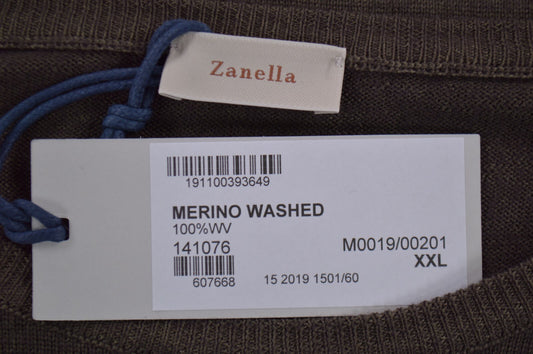 Zanella
191100393649
MERINO WASHED
100%WV
141076 M0019/00201
XXL
607668 15 2019 1501/60